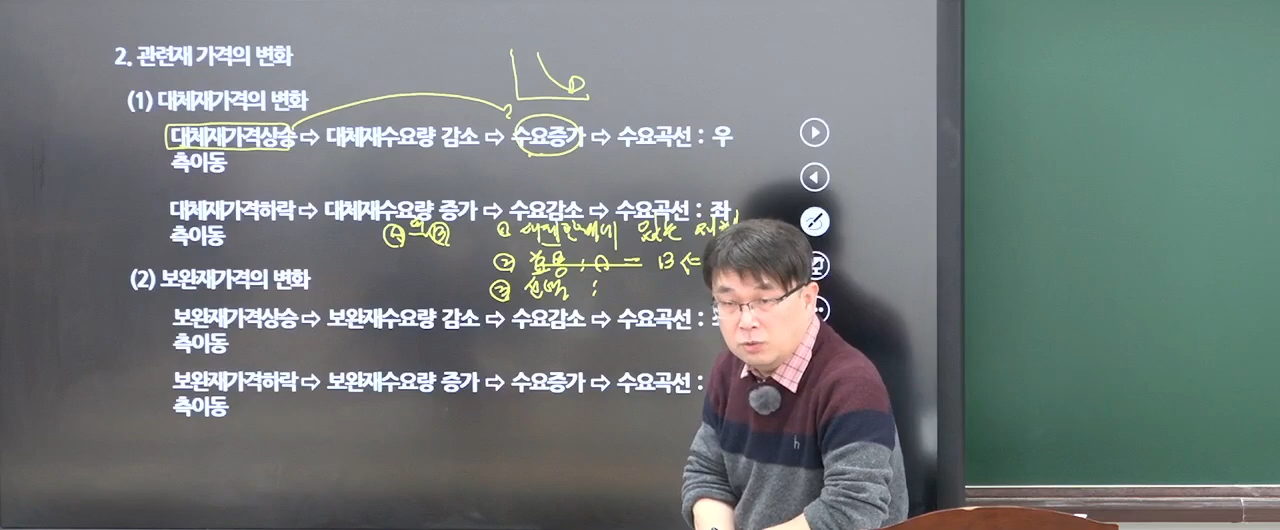 2. 관련재 가격의 변화
(1) 대체재가격의 변화
대체재가격상승 ⇨ 대체재수요량 감소 ⇨ 수요증가 ⇨ 수요곡선 : 우
측이동
대체재가격하락 ⇨ 대체재수요량 증가 ⇨ 수요감소 ⇨ 수요곡선 : 좌
측이동
①
② 효용 : A = B
③ 선택 :
(2) 보완재가격의 변화
보완재가격상승 ⇨ 보완재수요량 감소 ⇨ 수요감소 ⇨ 수요곡선 :
측이동
보완재가격하락 ⇨ 보완재수요량 증가 ⇨ 수요증가 ⇨ 수요곡선 :
측이동
h